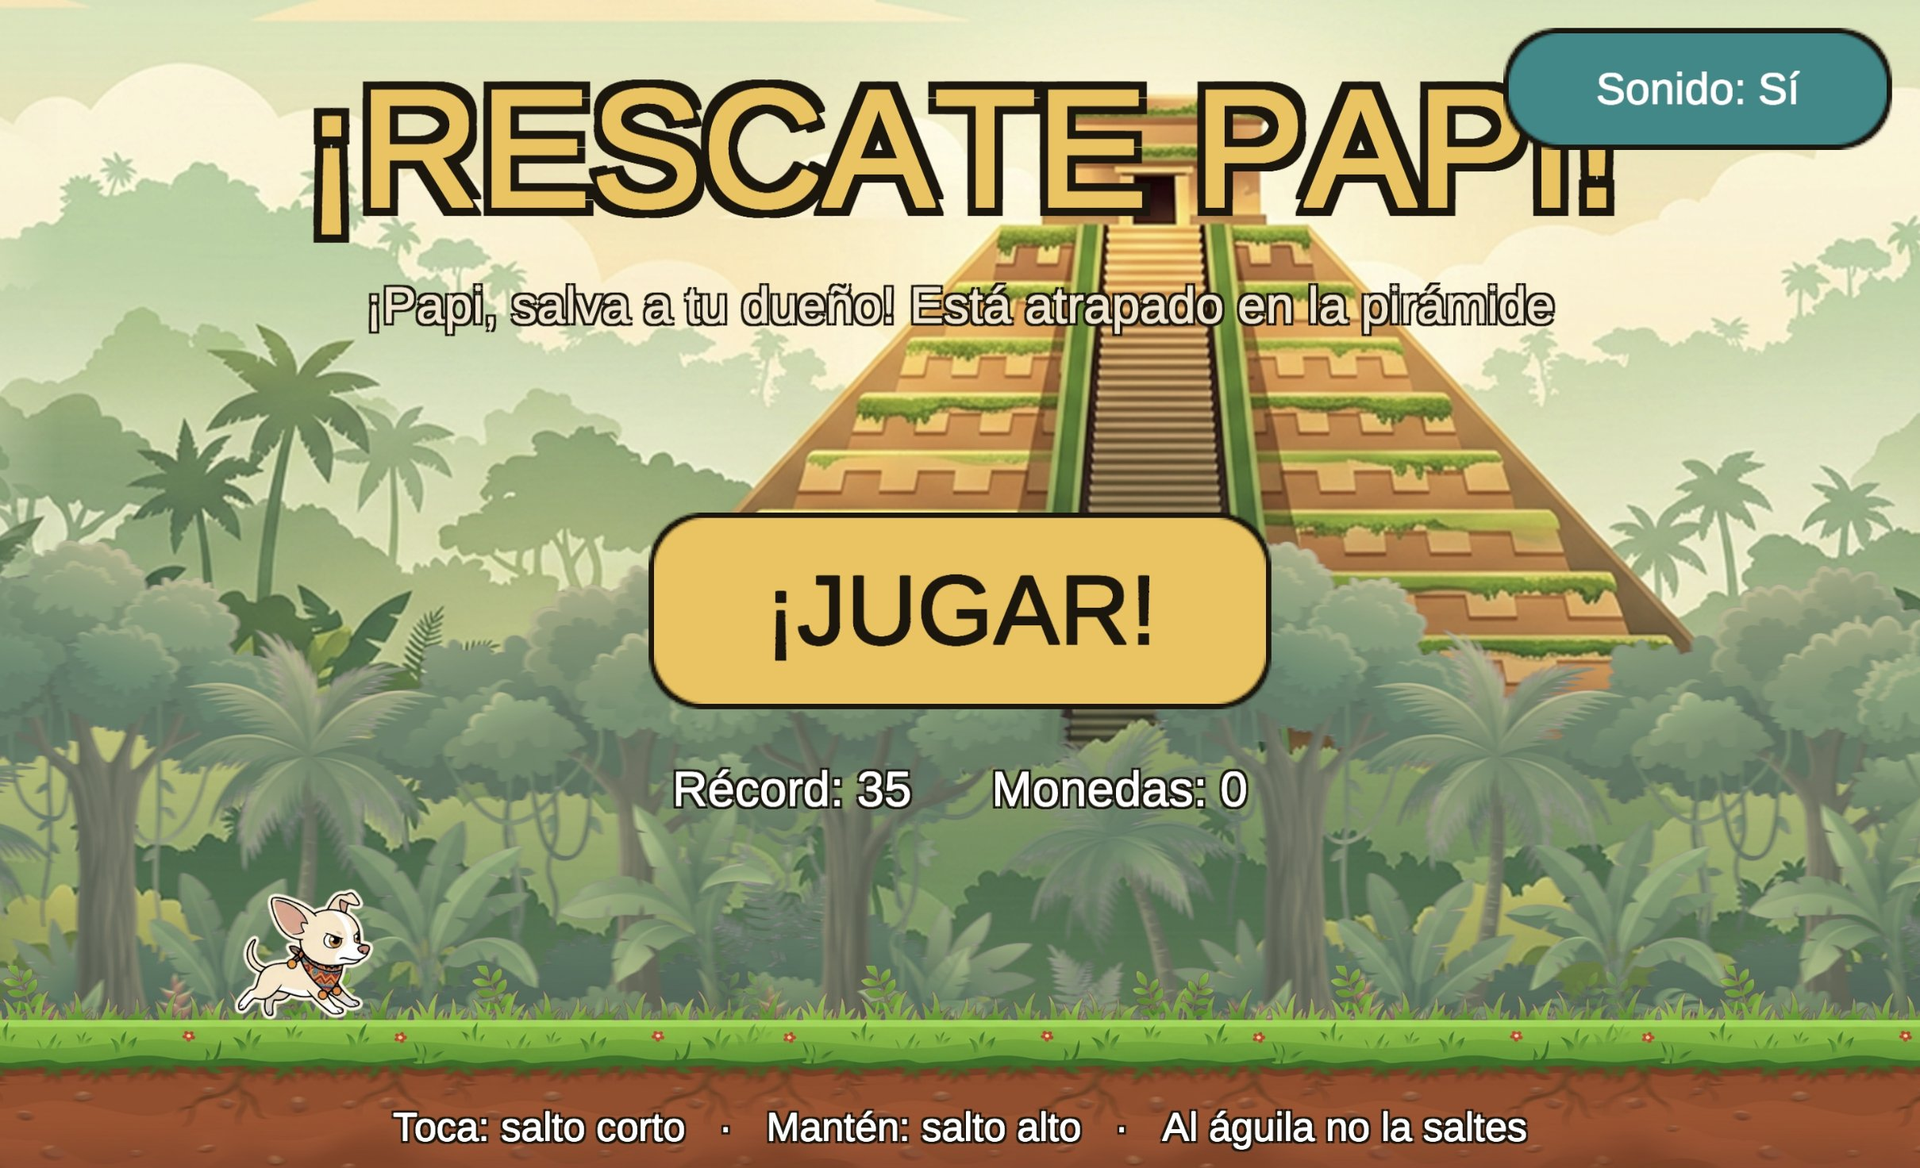 ¡RESCATE PAPI!
Sonido: Sí
¡Papi, salva a tu dueño! Está atrapado en la pirámide
¡JUGAR!
Récord: 35 Monedas: 0
Toca: salto corto · Mantén: salto alto · Al águila no la saltes